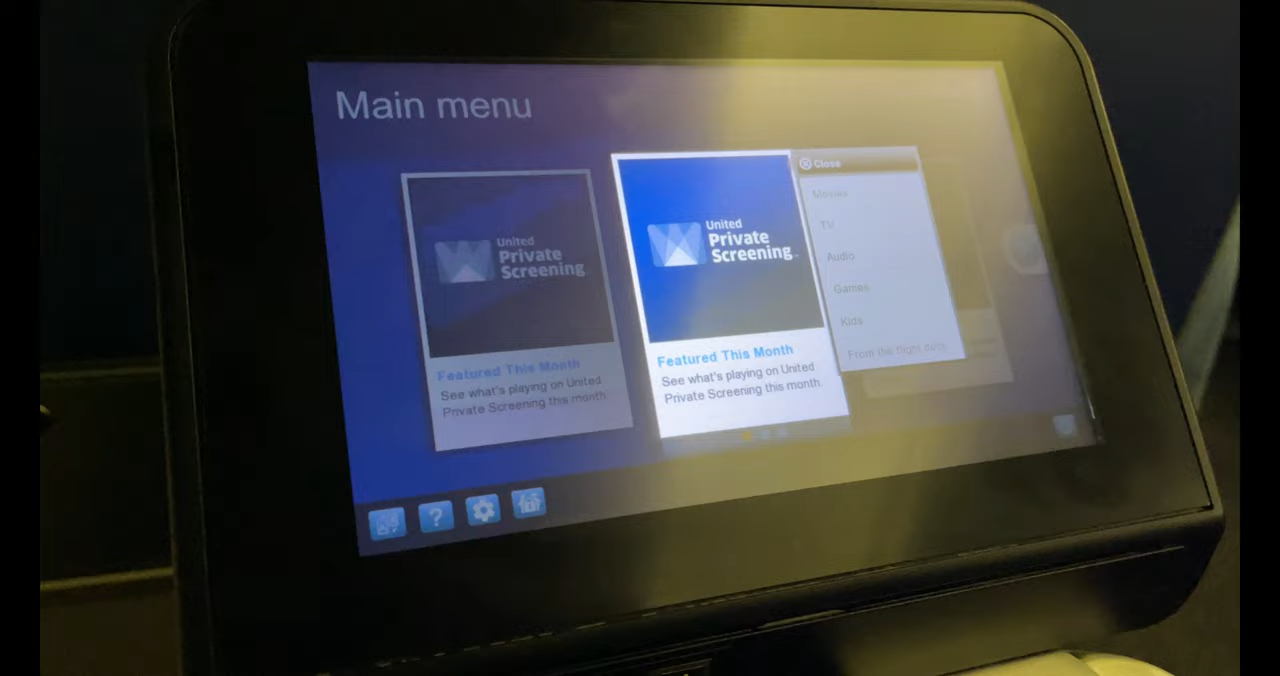 Main menu
United
Private
Screening
Featured This Month
See what's playing on United
Private Screening this month
United
Private
Screening
Featured This Month
See what's playing on United
Private Screening this month.
Close
Movies
TV
Audio
Games
Kids
From the flight deck
?